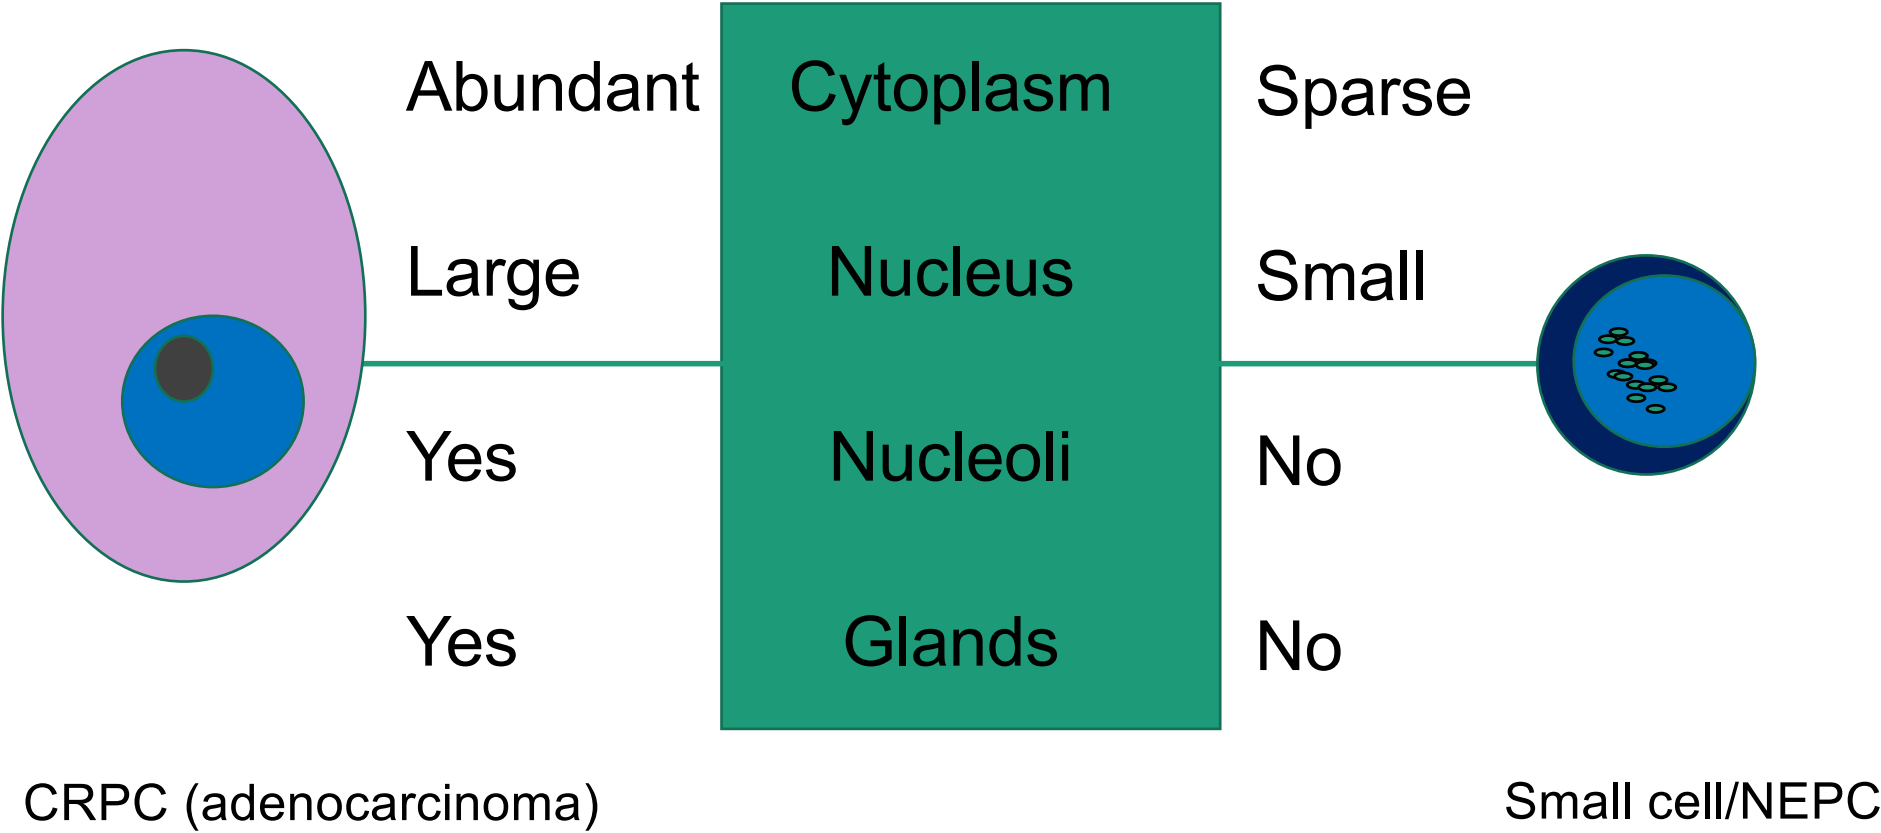 Abundant Cytoplasm Sparse
Large Nucleus Small
Yes Nucleoli No
Yes Glands No
CRPC (adenocarcinoma) Small cell/NEPC